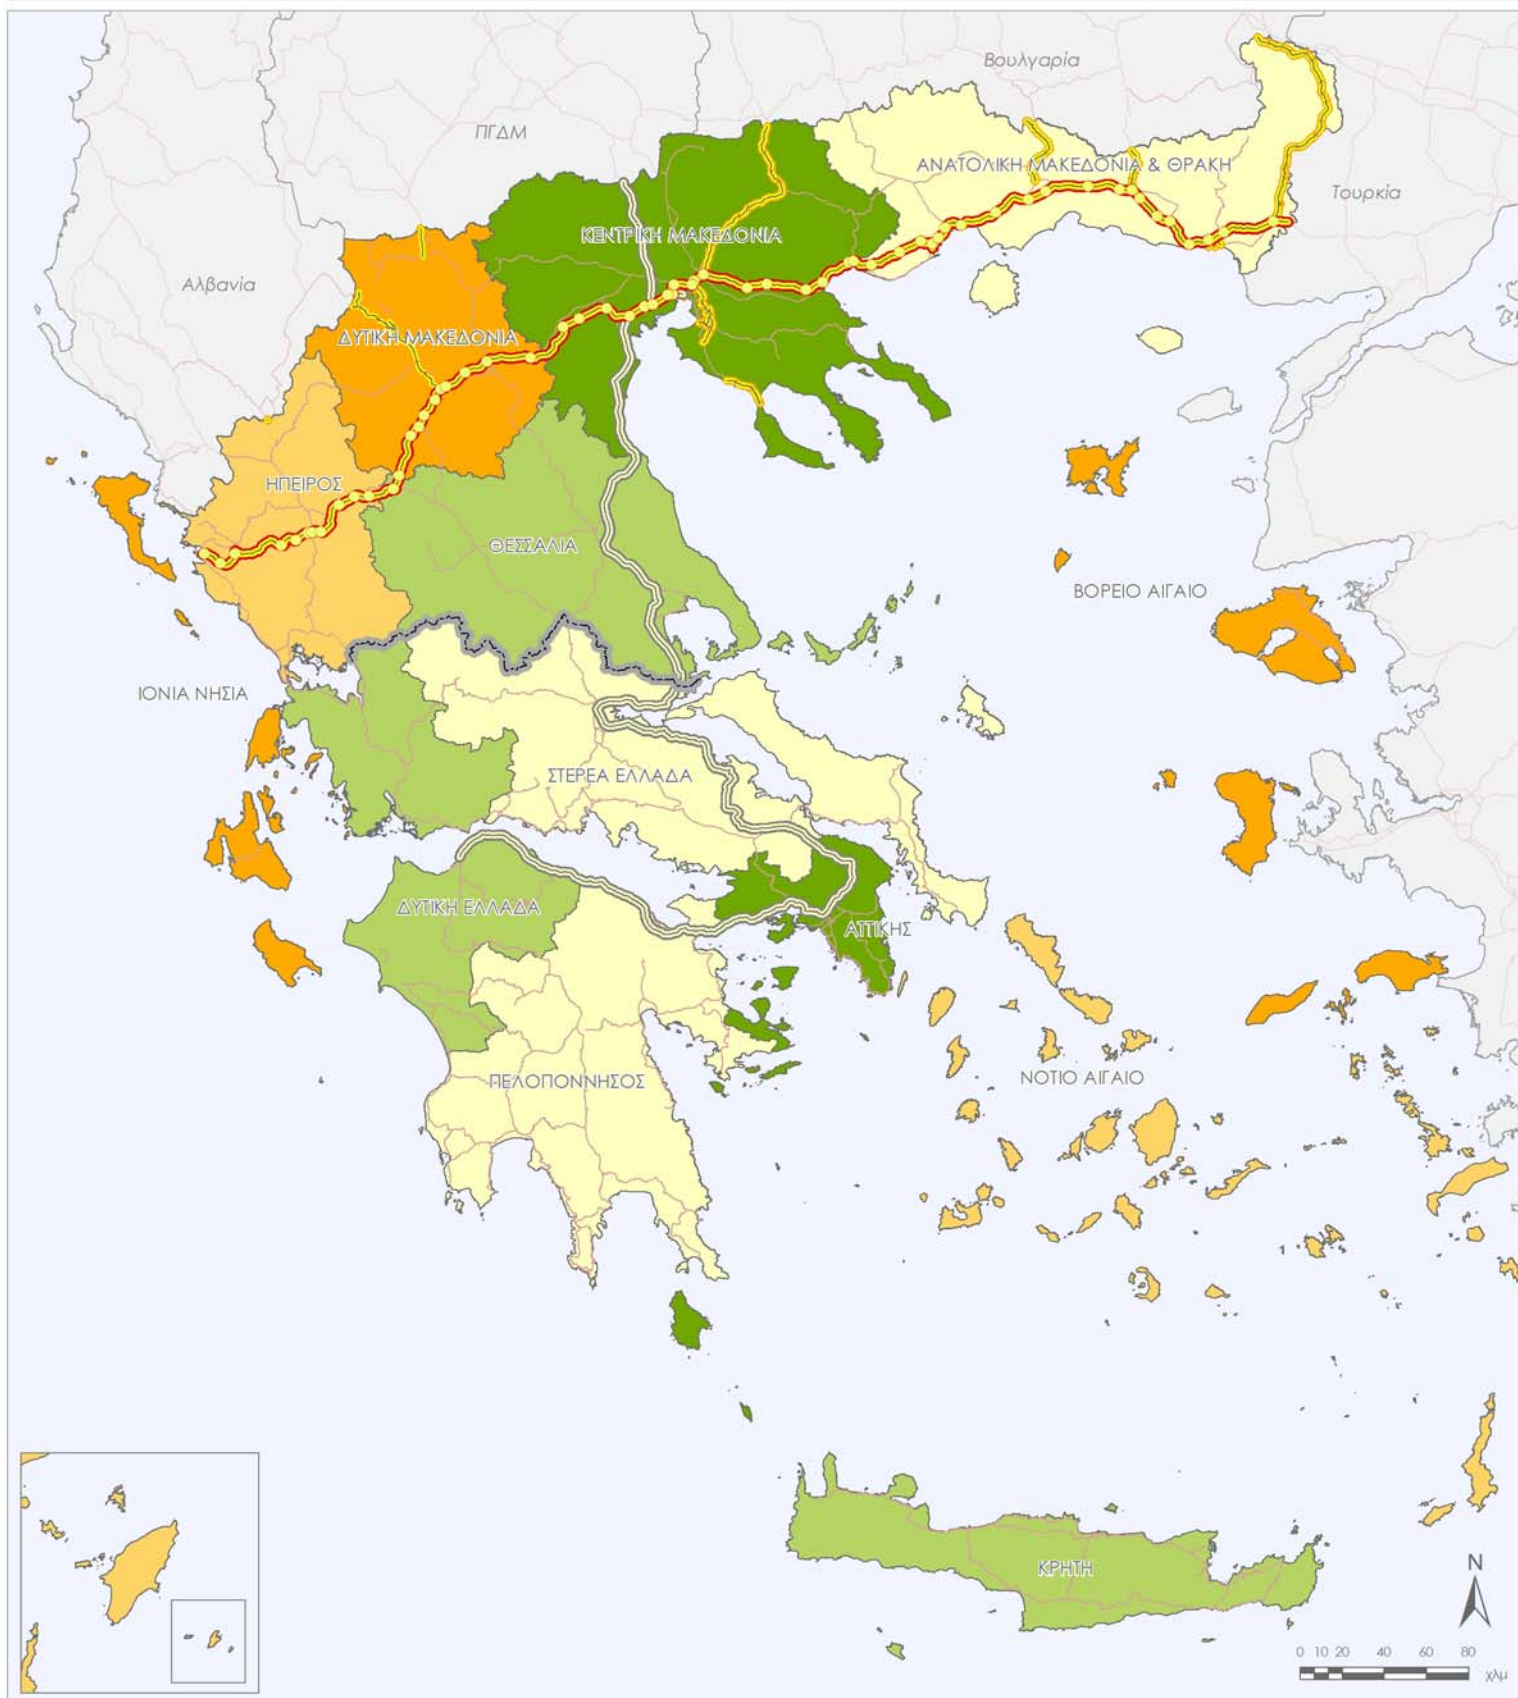 Βουλγαρία
ΠΓΔΜ
ΑΝΑΤΟΛΙΚΗ ΜΑΚΕΔΟΝΙΑ & ΘΡΑΚΗ
Τουρκία
ΚΕΝΤΡΙΚΗ ΜΑΚΕΔΟΝΙΑ
Αλβανία
ΔΥΤΙΚΗ ΜΑΚΕΔΟΝΙΑ
ΗΠΕΙΡΟΣ
ΘΕΣΣΑΛΙΑ
ΒΟΡΕΙΟ ΑΙΓΑΙΟ
ΙΟΝΙΑ ΝΗΣΙΑ
ΣΤΕΡΕΑ ΕΛΛΑΔΑ
ΔΥΤΙΚΗ ΕΛΛΑΔΑ
ΑΤΤΙΚΗΣ
ΝΟΤΙΟ ΑΙΓΑΙΟ
ΠΕΛΟΠΟΝΝΗΣΟΣ
ΚΡΗΤΗ
N
0 10 20 40 60 80
χλμ